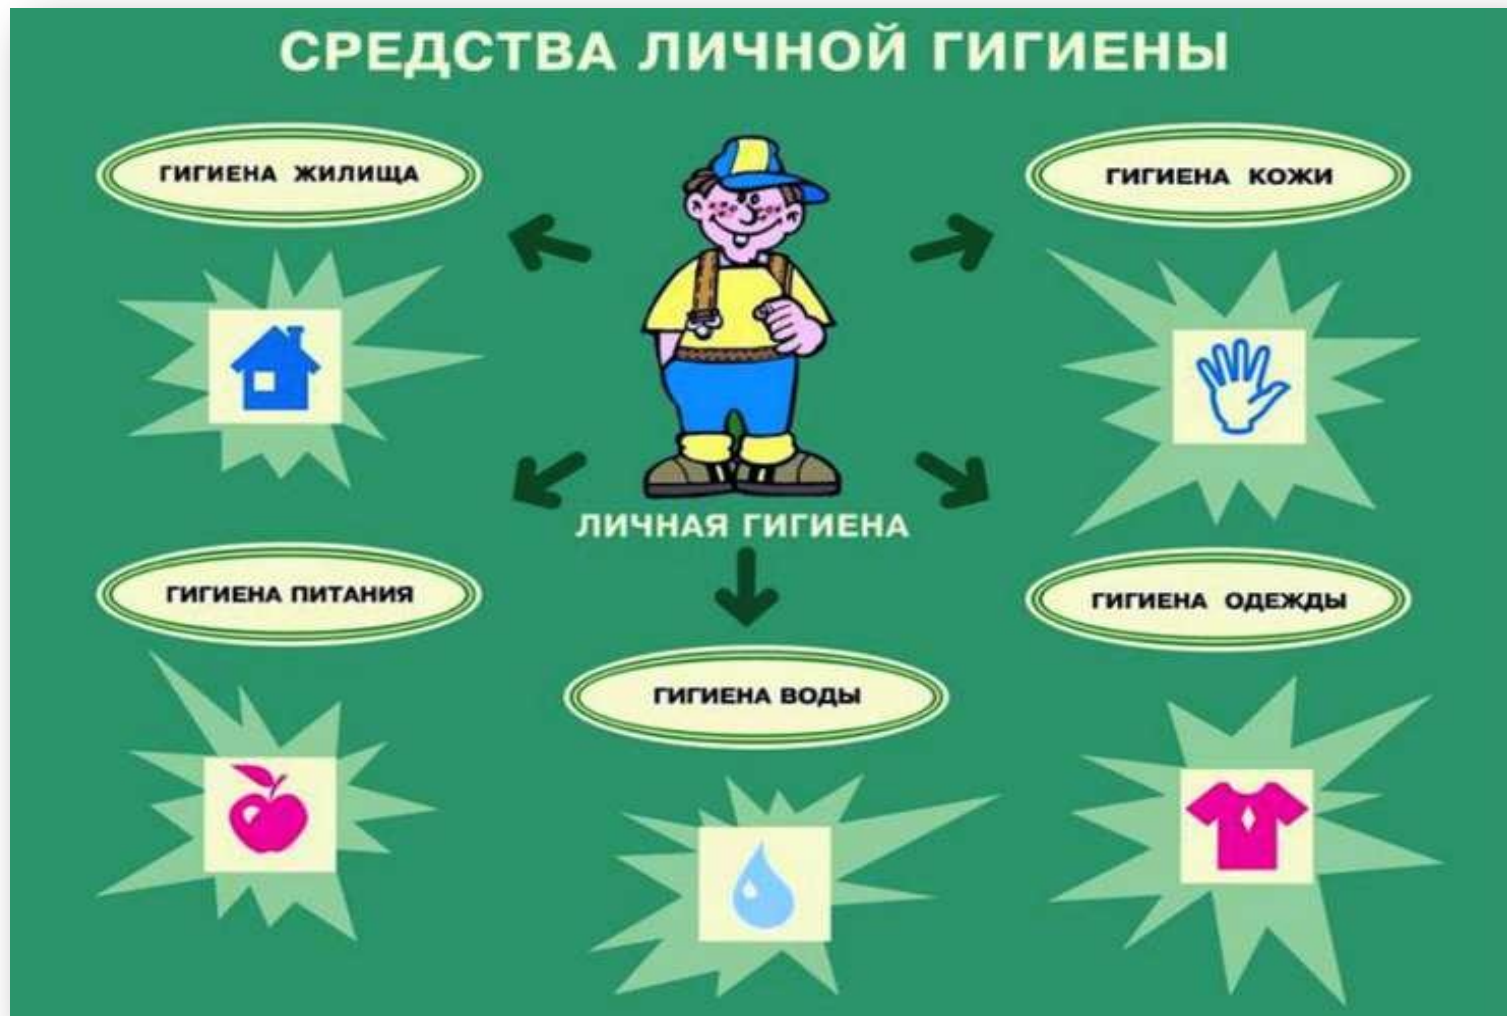 СРЕДСТВА ЛИЧНОЙ ГИГИЕНЫ
ГИГИЕНА ЖИЛИЩА
ГИГИЕНА КОЖИ
ЛИЧНАЯ ГИГИЕНА
ГИГИЕНА ПИТАНИЯ
ГИГИЕНА ОДЕЖДЫ
ГИГИЕНА ВОДЫ